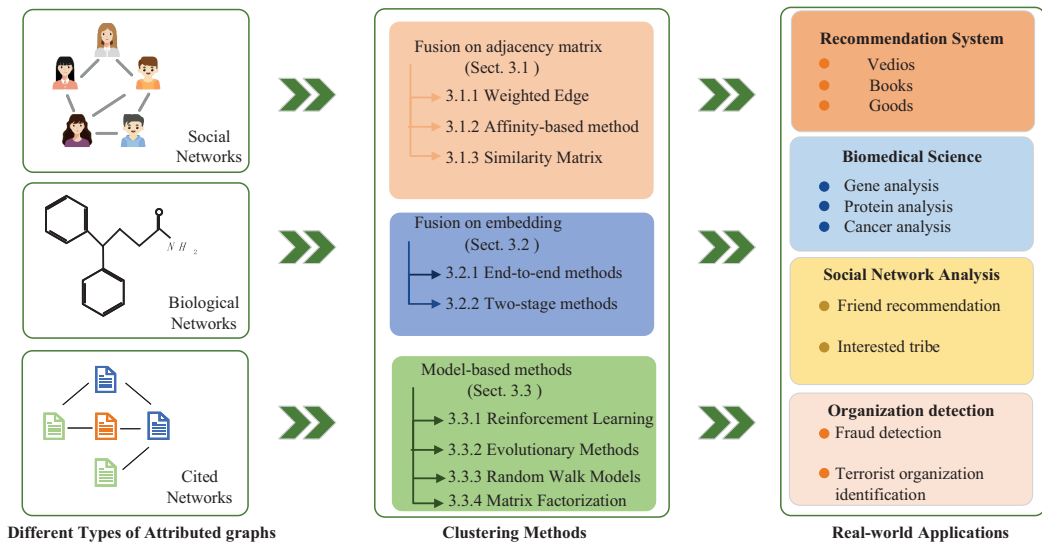 Social
Networks
Biological
Networks
NH 2
Cited
Networks
Different Types of Attributed graphs
Fusion on adjacency matrix
(Sect. 3.1 )
3.1.1 Weighted Edge
3.1.2 Affinity-based method
3.1.3 Similarity Matrix
Fusion on embedding
(Sect. 3.2 )
3.2.1 End-to-end methods
3.2.2 Two-stage methods
Model-based methods
(Sect. 3.3 )
3.3.1 Reinforcement Learning
3.3.2 Evolutionary Methods
3.3.3 Random Walk Models
3.3.4 Matrix Factorization
Clustering Methods
Recommendation System
Vedios
Books
Goods
Biomedical Science
Gene analysis
Protein analysis
Cancer analysis
Social Network Analysis
Friend recommendation
Interested tribe
Organization detection
Fraud detection
Terrorist organization
identification
Real-world Applications